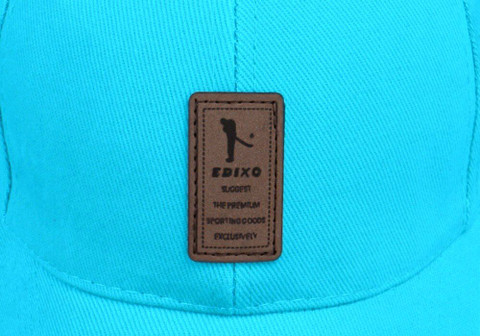 EDIXO
SUGGEST
THE PREMIUM
SPORTING GOODS
EXCLUSIVELY